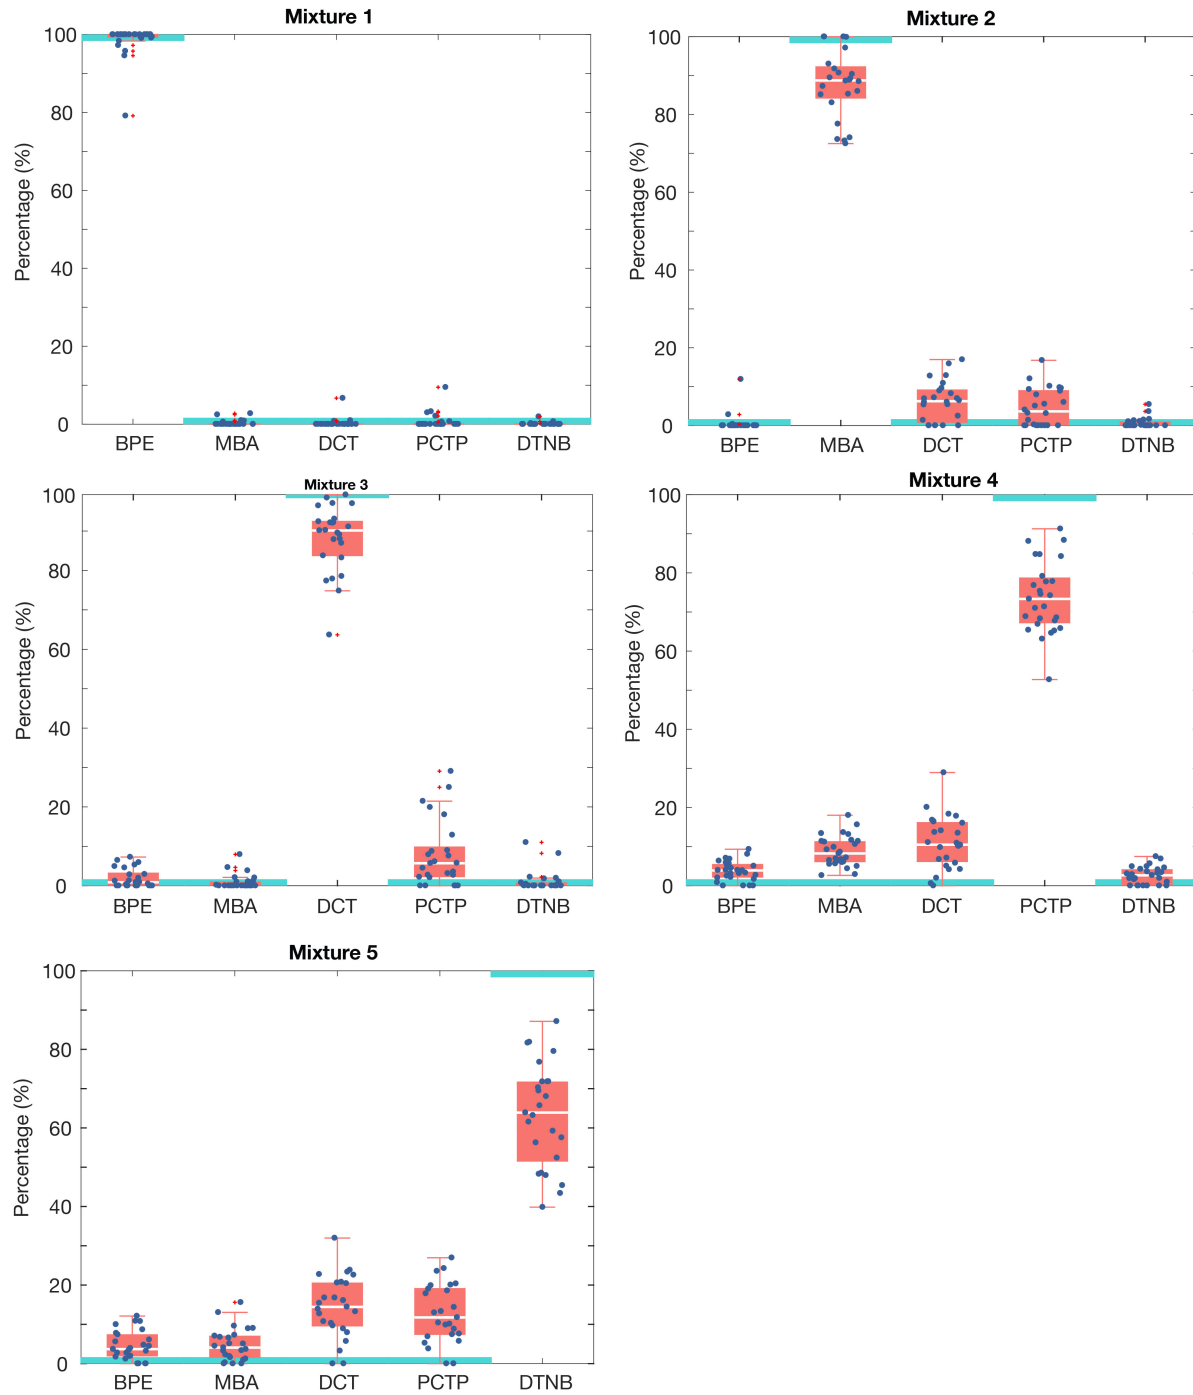 Mixture 1
100
80
60
40
20
0
Percentage (%)
BPE MBA DCT PCTP DTNB
Mixture 2
100
80
60
40
20
0
Percentage (%)
BPE MBA DCT PCTP DTNB
Mixture 3
100
80
60
40
20
0
Percentage (%)
BPE MBA DCT PCTP DTNB
Mixture 4
100
80
60
40
20
0
Percentage (%)
BPE MBA DCT PCTP DTNB
Mixture 5
100
80
60
40
20
0
Percentage (%)
BPE MBA DCT PCTP DTNB